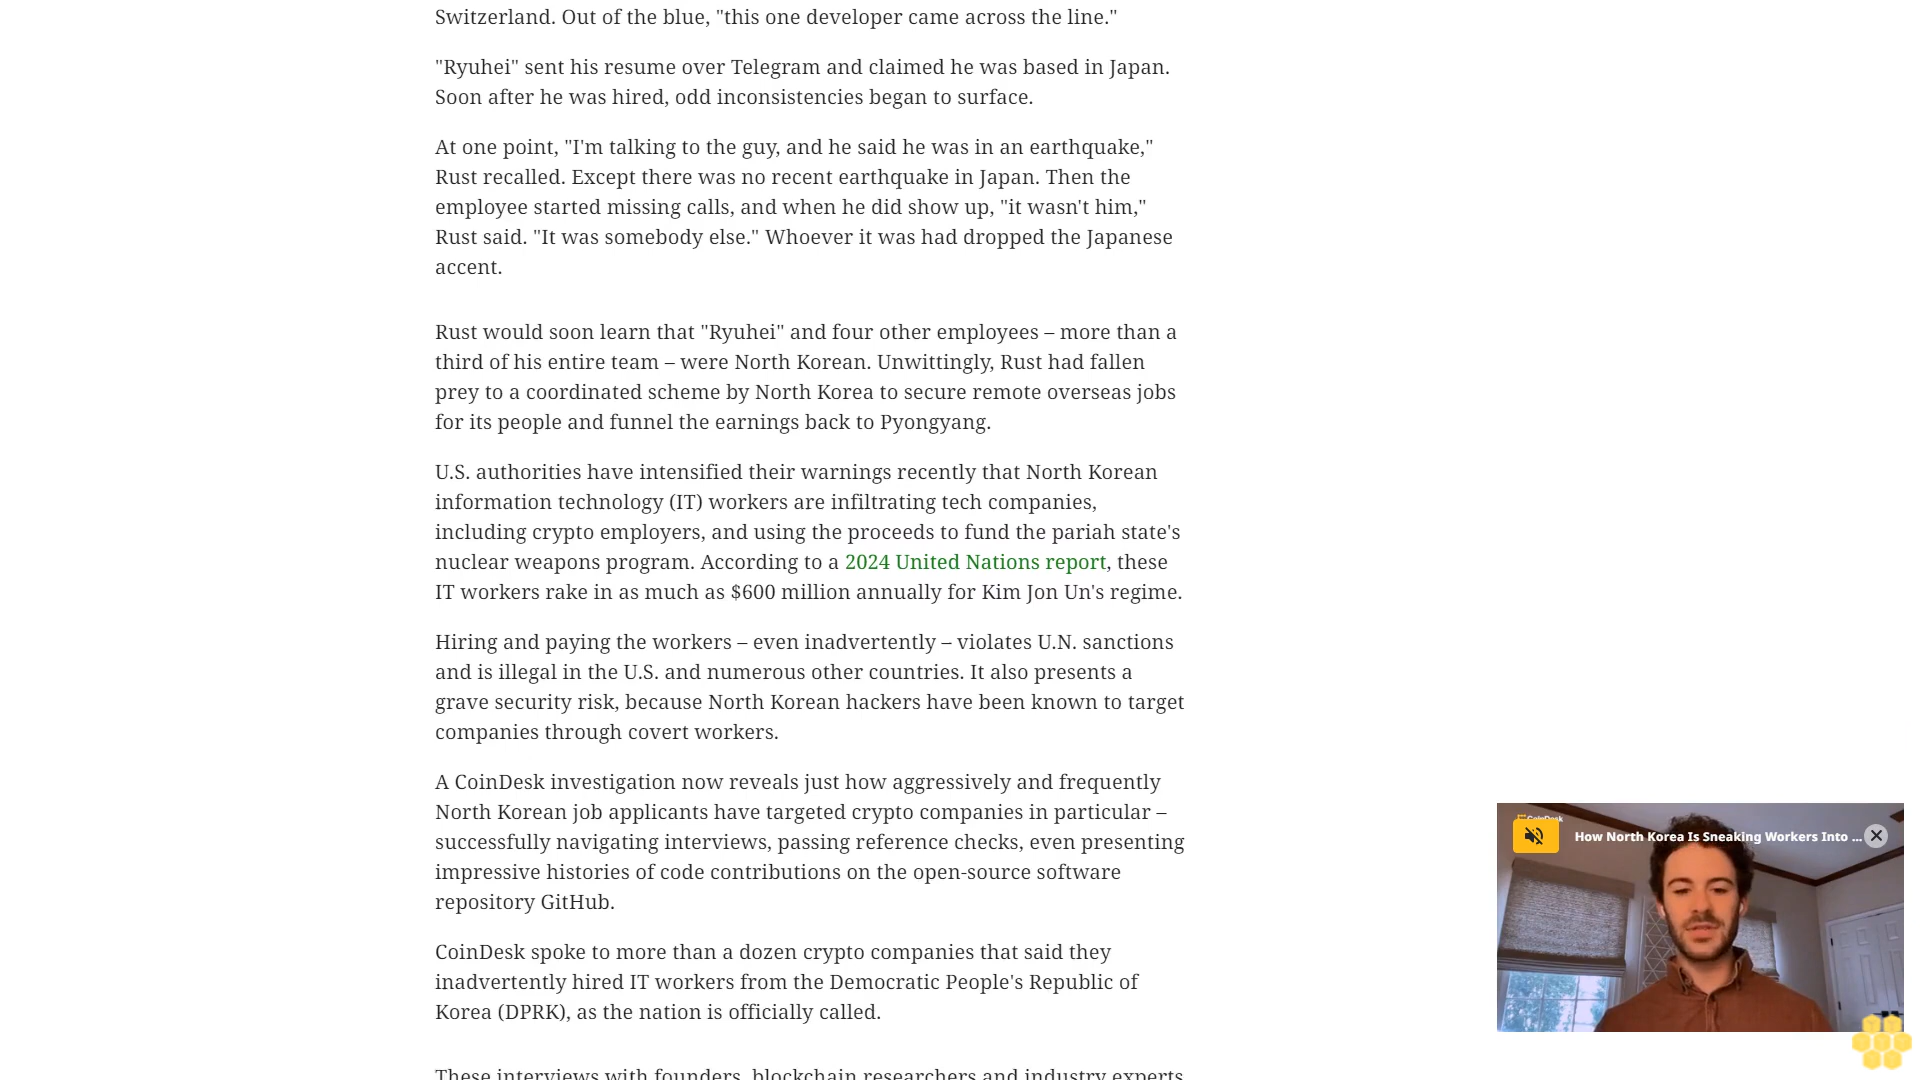 Switzerland. Out of the blue, "this one developer came across the line."
"Ryuhei" sent his resume over Telegram and claimed he was based in Japan.
Soon after he was hired, odd inconsistencies began to surface.
At one point, "I'm talking to the guy, and he said he was in an earthquake,"
Rust recalled. Except there was no recent earthquake in Japan. Then the
employee started missing calls, and when he did show up, "it wasn't him,"
Rust said. "It was somebody else." Whoever it was had dropped the Japanese
accent.
Rust would soon learn that "Ryuhei" and four other employees – more than a
third of his entire team – were North Korean. Unwittingly, Rust had fallen
prey to a coordinated scheme by North Korea to secure remote overseas jobs
for its people and funnel the earnings back to Pyongyang.
U.S. authorities have intensified their warnings recently that North Korean
information technology (IT) workers are infiltrating tech companies,
including crypto employers, and using the proceeds to fund the pariah state's
nuclear weapons program. According to a 2024 United Nations report, these
IT workers rake in as much as $600 million annually for Kim Jon Un's regime.
Hiring and paying the workers – even inadvertently – violates U.N. sanctions
and is illegal in the U.S. and numerous other countries. It also presents a
grave security risk, because North Korean hackers have been known to target
companies through covert workers.
A CoinDesk investigation now reveals just how aggressively and frequently
North Korean job applicants have targeted crypto companies in particular –
successfully navigating interviews, passing reference checks, even presenting
impressive histories of code contributions on the open-source software
repository GitHub.
CoinDesk spoke to more than a dozen crypto companies that said they
inadvertently hired IT workers from the Democratic People's Republic of
Korea (DPRK), as the nation is officially called.
These interviews with founders, blockchain researchers and industry experts
CoinDesk
How North Korea Is Sneaking Workers Into ...